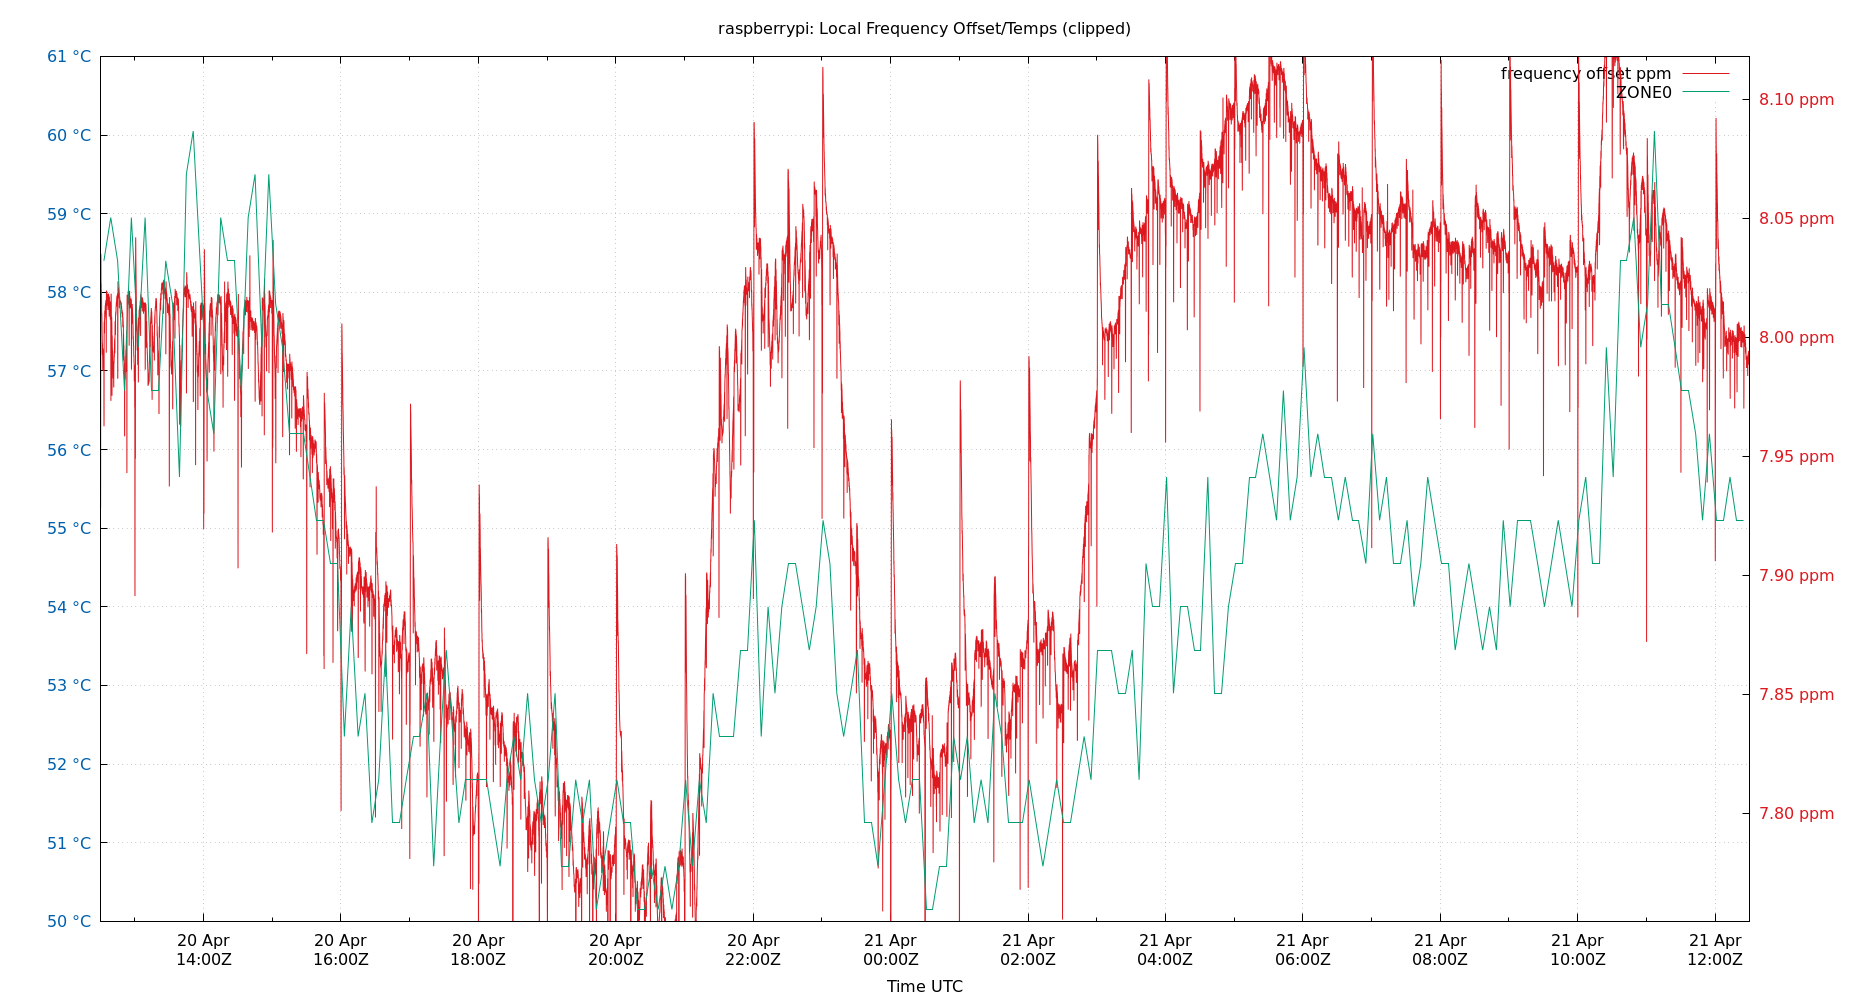 raspberrypi: Local Frequency Offset/Temps (clipped)
frequency offset ppm
ZONE0
61 °C
60 °C
59 °C
58 °C
57 °C
56 °C
55 °C
54 °C
53 °C
52 °C
51 °C
50 °C
8.10 ppm
8.05 ppm
8.00 ppm
7.95 ppm
7.90 ppm
7.85 ppm
7.80 ppm
20 Apr 20 Apr 20 Apr 20 Apr 20 Apr 21 Apr 21 Apr 21 Apr 21 Apr 21 Apr 21 Apr 21 Apr
14:00Z 16:00Z 18:00Z 20:00Z 22:00Z 00:00Z 02:00Z 04:00Z 06:00Z 08:00Z 10:00Z 12:00Z
Time UTC